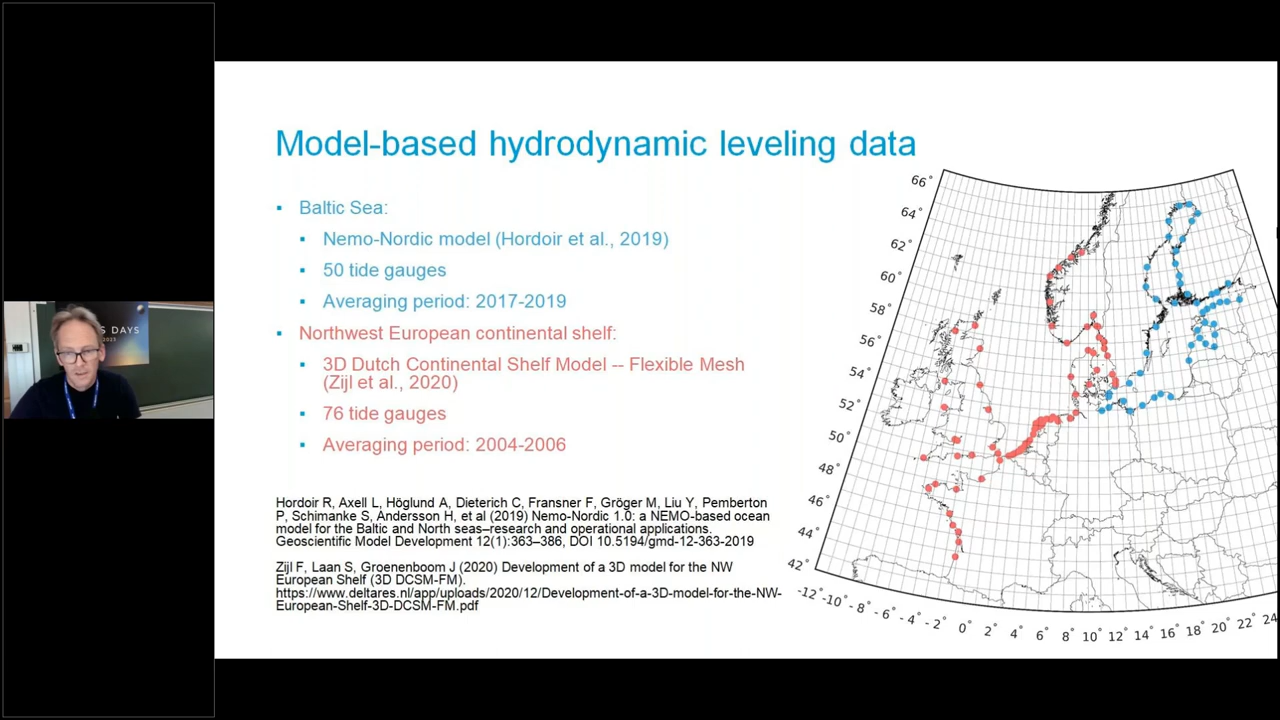 Model-based hydrodynamic leveling data
▪ Baltic Sea:
▪ Nemo-Nordic model (Hordoir et al., 2019)
▪ 50 tide gauges
▪ Averaging period: 2017-2019
▪ Northwest European continental shelf:
▪ 3D Dutch Continental Shelf Model -- Flexible Mesh
(Zijl et al., 2020)
▪ 76 tide gauges
▪ Averaging period: 2004-2006
Hordoir R, Axell L, Höglund A, Dieterich C, Fransner F, Gröger M, Liu Y, Pemberton
P, Schimanke S, Andersson H, et al (2019) Nemo-Nordic 1.0: a NEMO-based ocean
model for the Baltic and North seas–research and operational applications.
Geoscientific Model Development 12(1):363–386, DOI 10.5194/gmd-12-363-2019
Zijl F, Laan S, Groenenboom J (2020) Development of a 3D model for the NW
European Shelf (3D DCSM-FM).
https://www.deltares.nl/app/uploads/2020/12/Development-of-a-3D-model-for-the-NW-
European-Shelf-3D-DCSM-FM.pdf
66°
64°
62°
60°
58°
56°
54°
52°
50°
48°
46°
44°
42°
-12° -10° -8° -6° -4° -2° 0° 2° 4° 6° 8° 10° 12° 14° 16° 18° 20° 22° 24
S DAYS